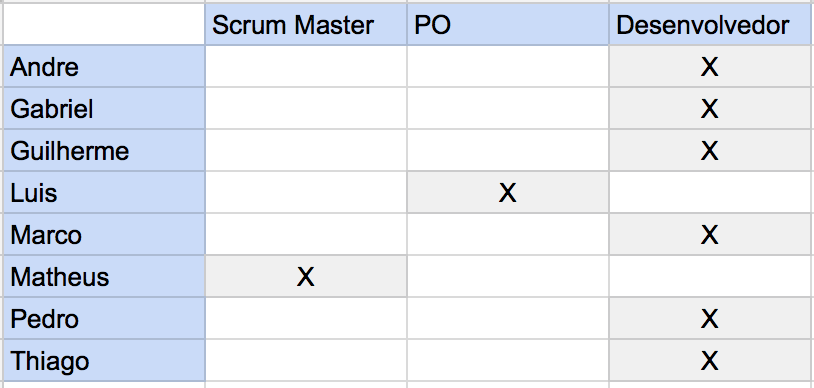 Scrum Master PO Desenvolvedor
Andre X
Gabriel X
Guilherme X
Luis X
Marco X
Matheus X
Pedro X
Thiago X